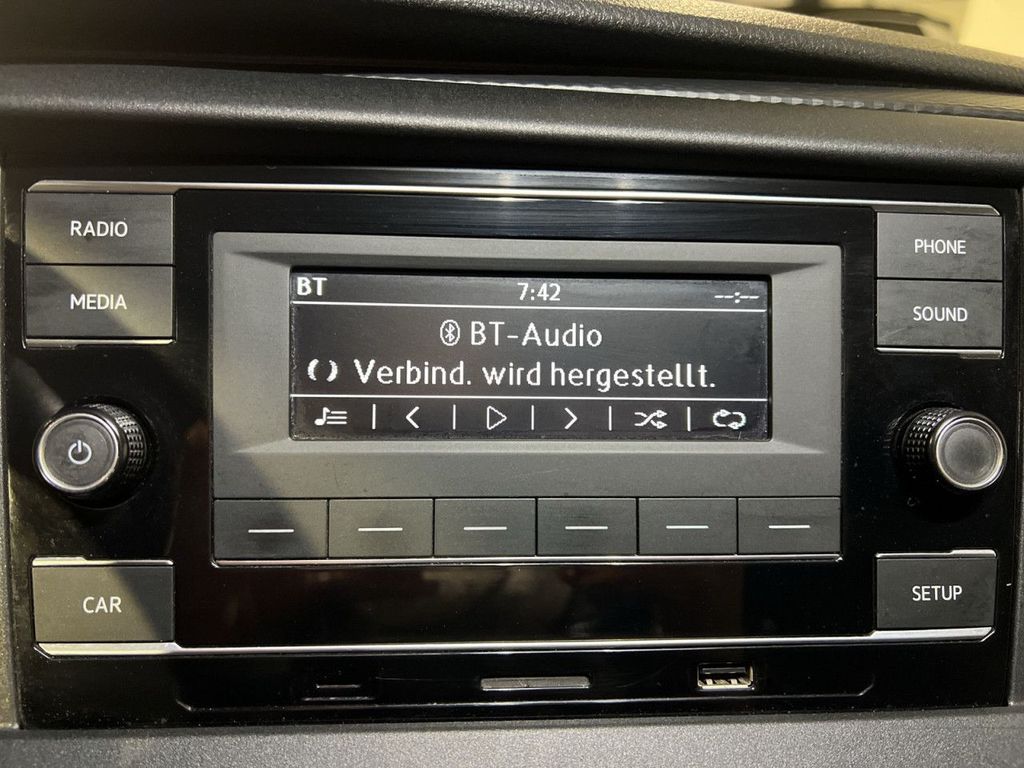 RADIO
MEDIA
CAR
BT 7:42 --:--
BT-Audio
Verbind. wird hergestellt.
PHONE
SOUND
SETUP